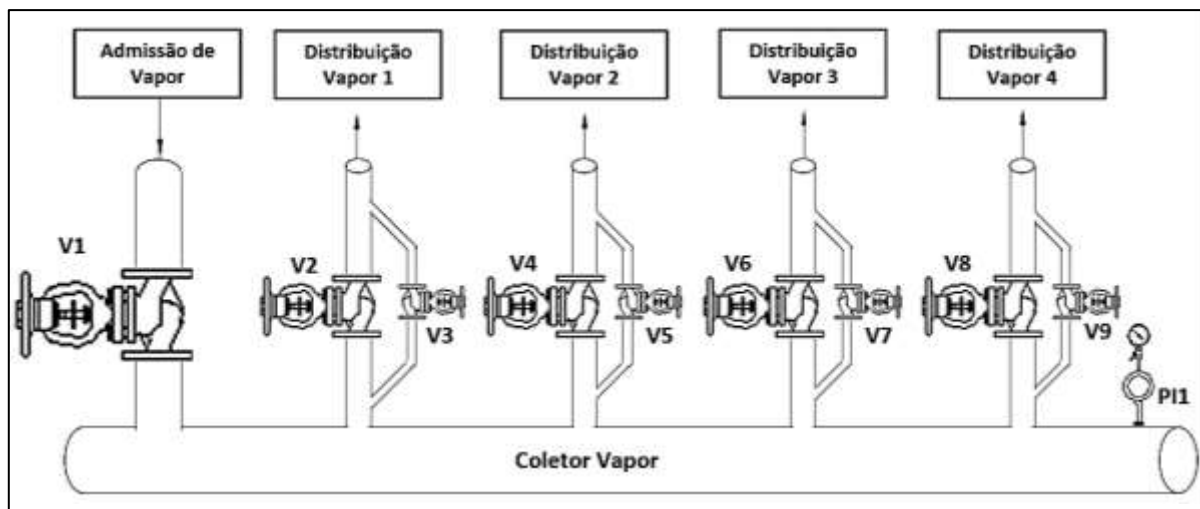 Admissão de
Vapor
Distribuição
Vapor 1
Distribuição
Vapor 2
Distribuição
Vapor 3
Distribuição
Vapor 4
V1
V2
V3
V4
V5
V6
V7
V8
V9
PI1
Coletor Vapor